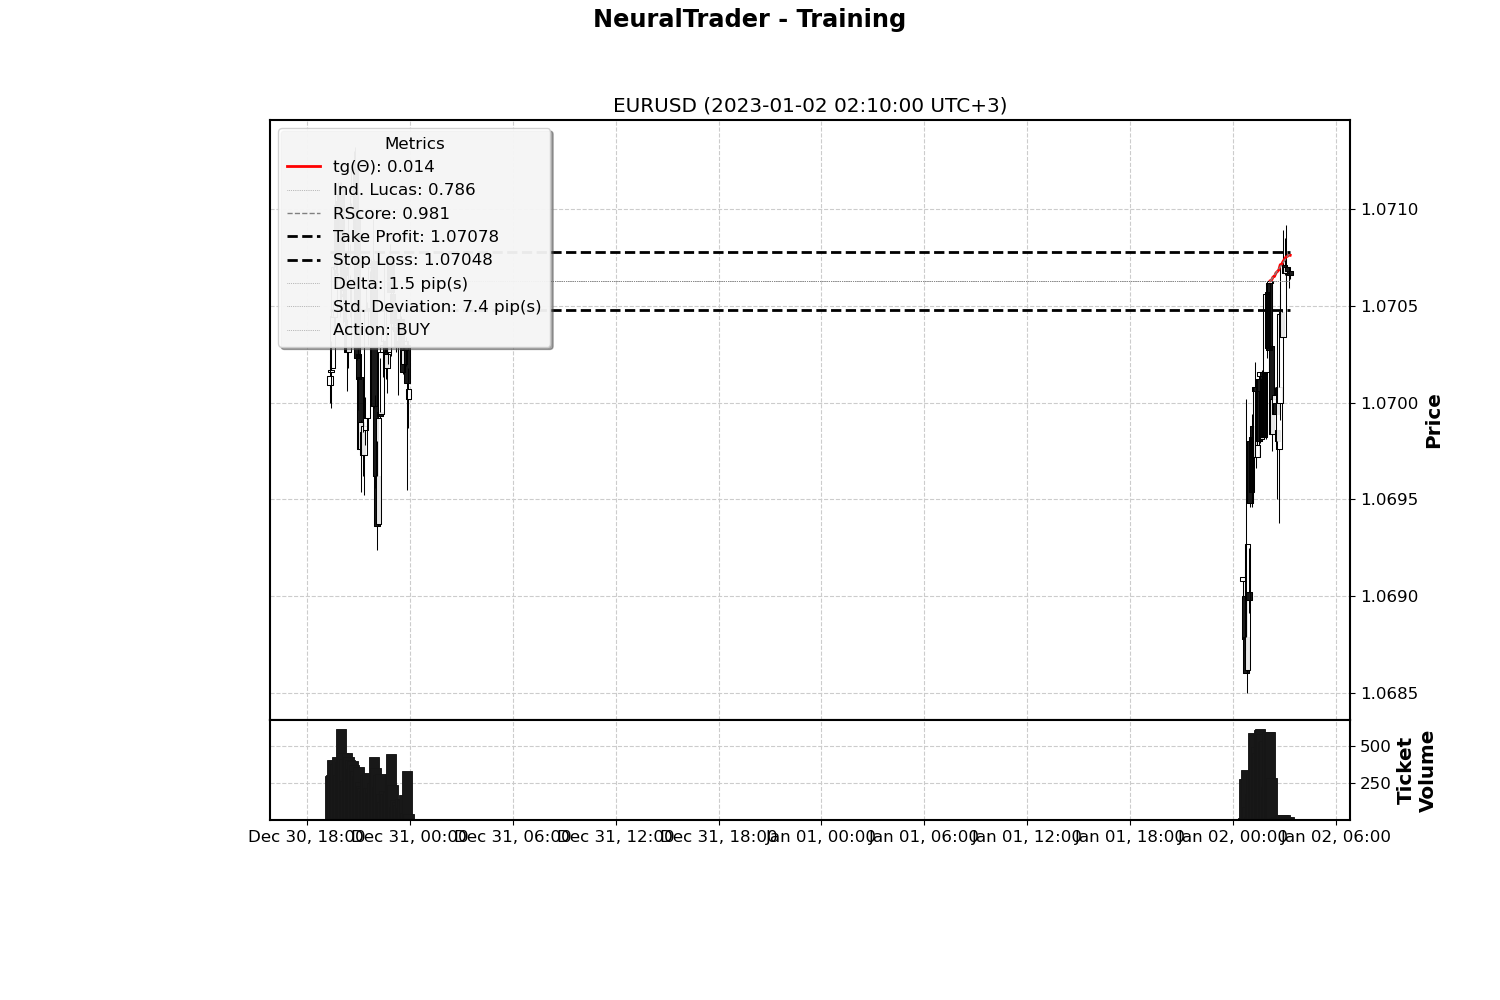 NeuralTrader - Training
EURUSD (2023-01-02 02:10:00 UTC+3)
Metrics
tg(Θ): 0.014
Ind. Lucas: 0.786
RScore: 0.981
Take Profit: 1.07078
Stop Loss: 1.07048
Delta: 1.5 pip(s)
Std. Deviation: 7.4 pip(s)
Action: BUY
1.0710
1.0705
1.0700
1.0695
1.0690
1.0685
Price
500
250
Ticket
Volume
Dec 30, 18:00
Dec 31, 00:00
Dec 31, 06:00
Dec 31, 12:00
Dec 31, 18:00
Jan 01, 00:00
Jan 01, 06:00
Jan 01, 12:00
Jan 01, 18:00
Jan 02, 00:00
Jan 02, 06:00